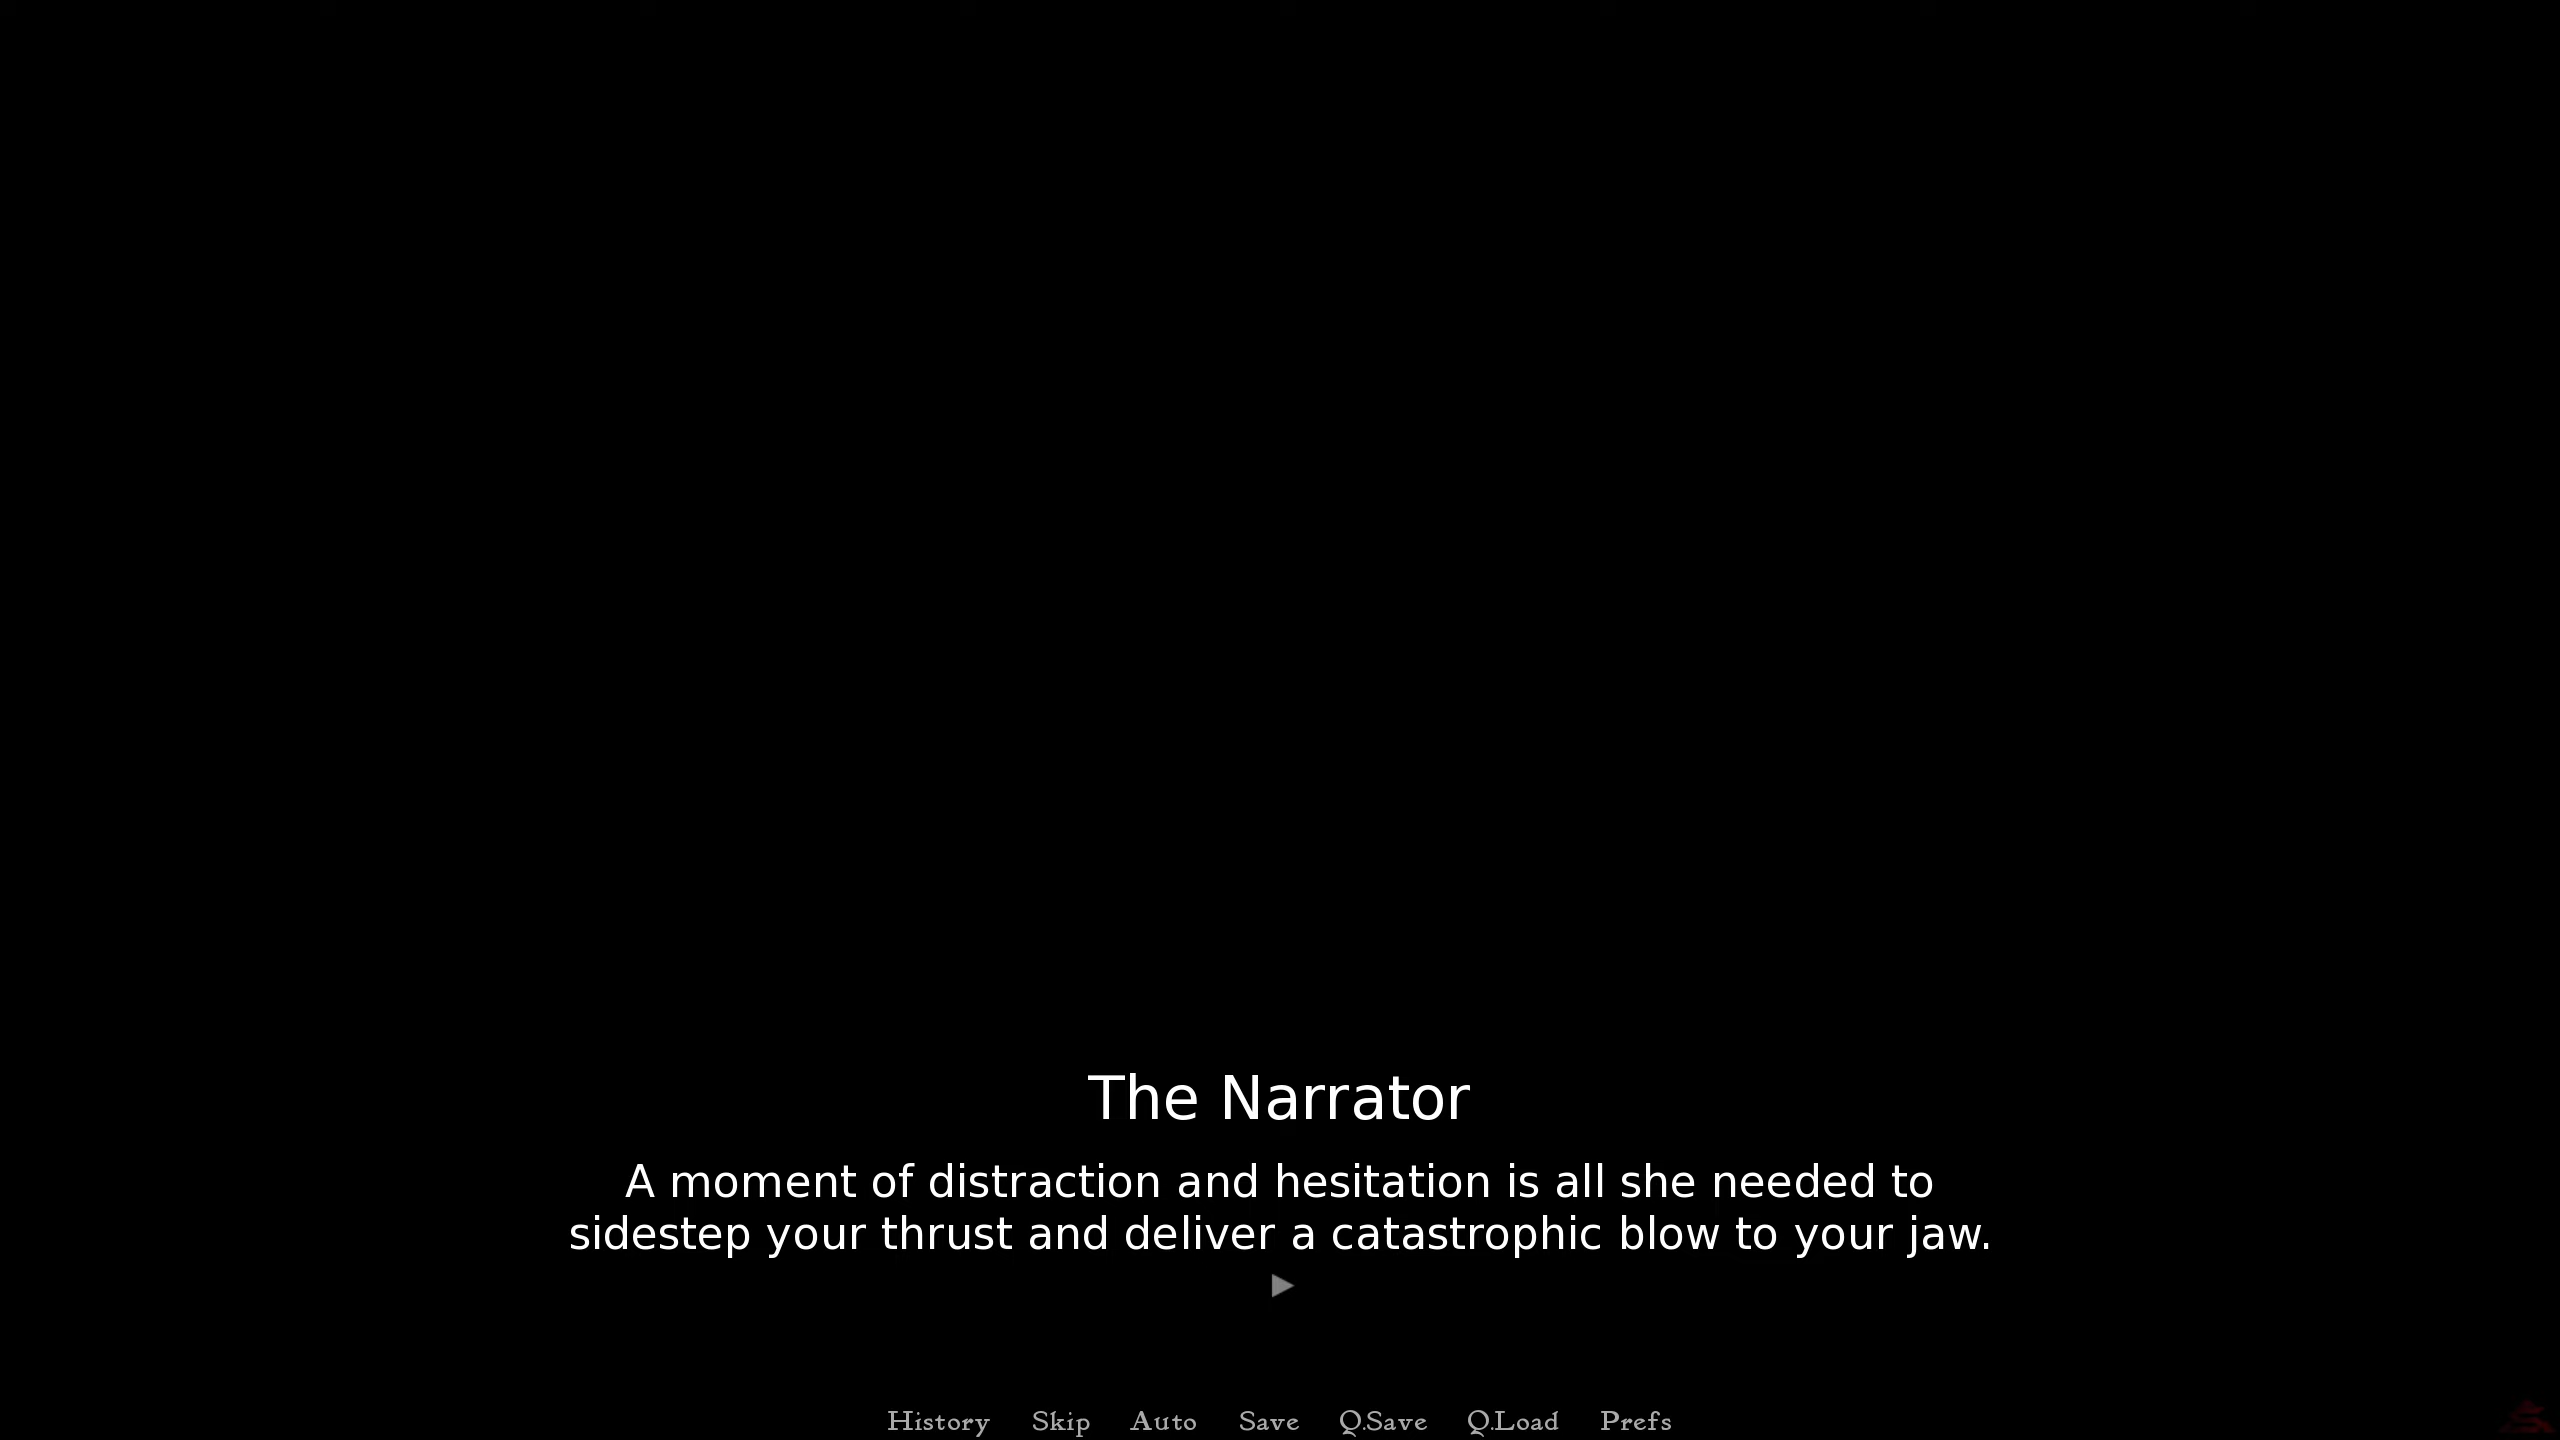 The Narrator
A moment of distraction and hesitation is all she needed to
sidestep your thrust and deliver a catastrophic blow to your jaw.
History Skip Auto Save Q.Save Q.Load Prefs